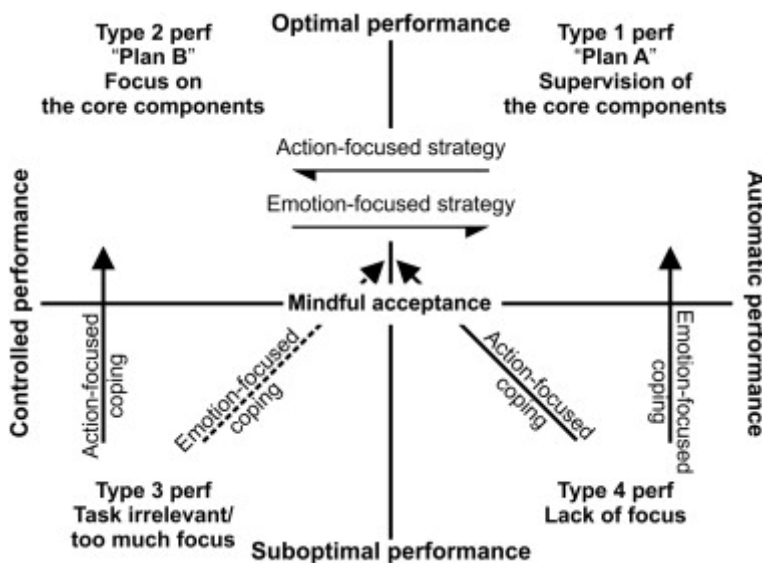 Type 2 perf
"Plan B"
Focus on
the core components
Optimal performance
Type 1 perf
"Plan A"
Supervision of
the core components
Action-focused strategy
Emotion-focused strategy
Controlled performance
Automatic performance
Mindful acceptance
Action-focused
coping
Emotion-focused
coping
Action-focused
coping
Emotion-focused
coping
Type 3 perf
Task irrelevant/
too much focus
Type 4 perf
Lack of focus
Suboptimal performance